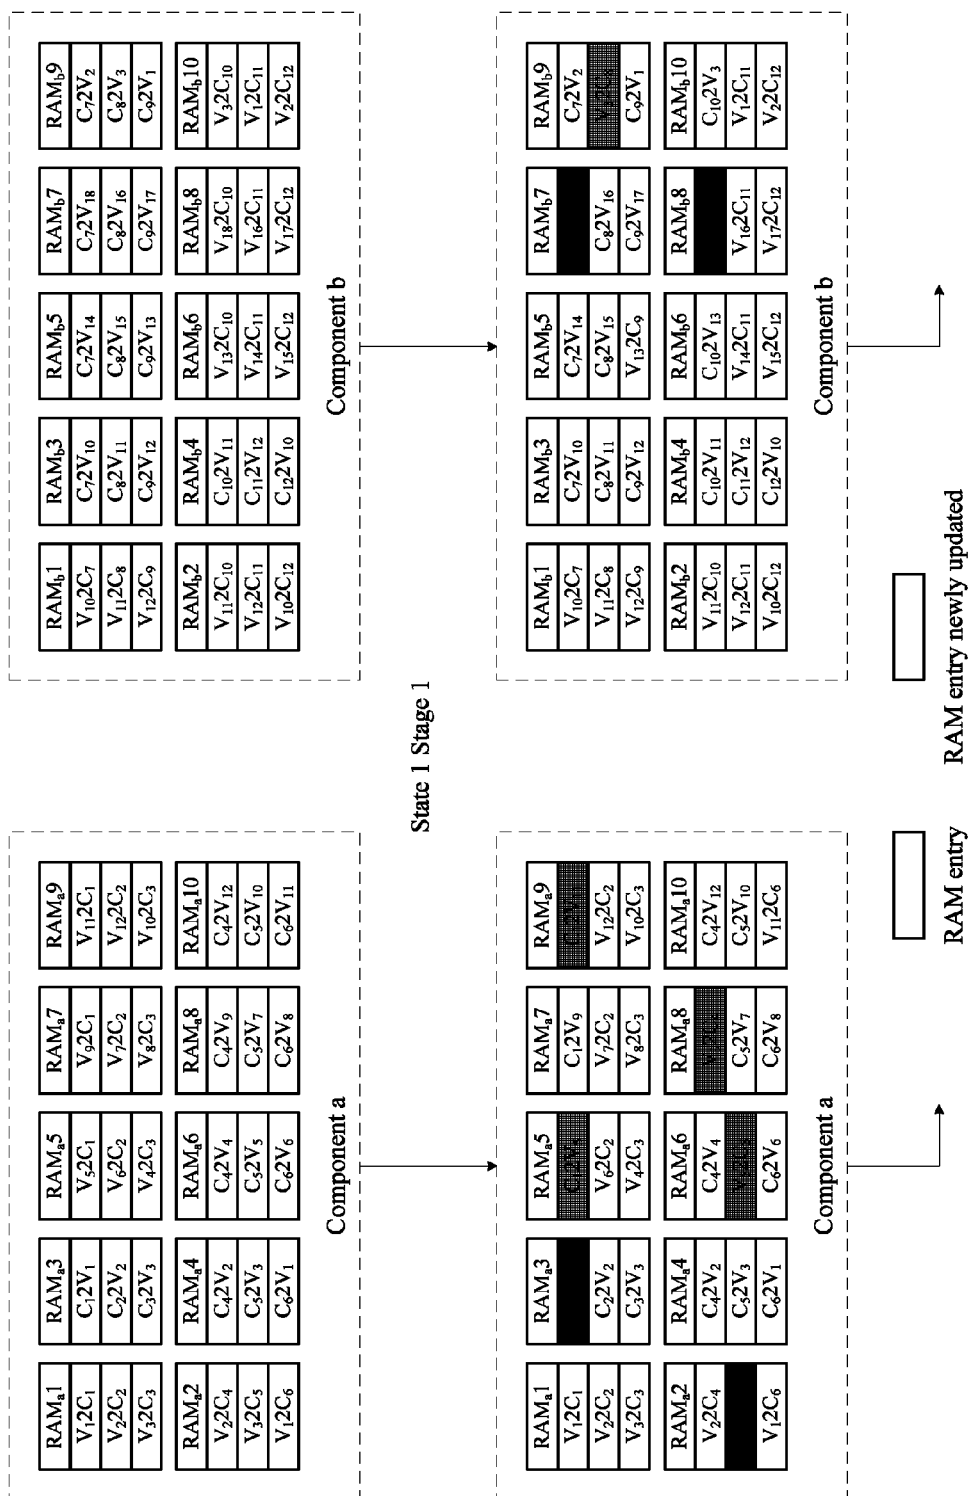 RAMa1
V₁2C₁
V₂2C₂
V₃2C₃
RAMa3
C₁2V₁
C₂2V₂
C₃2V₃
RAMa5
V₅2C₁
V₆2C₂
V₄2C₃
RAMa7
V₉2C₁
V₇2C₂
V₈2C₃
RAMa9
V₁₁2C₁
V₁₂2C₂
V₁₀2C₃
RAMa2
V₂2C₄
V₃2C₅
V₁2C₆
RAMa4
C₄2V₂
C₅2V₃
C₆2V₁
RAMa6
C₄2V₄
C₅2V₅
C₆2V₆
RAMa8
C₄2V₉
C₅2V₇
C₆2V₈
RAMa10
C₄2V₁₂
C₅2V₁₀
C₆2V₁₁
Component a
RAMb1
V₁₀2C₇
V₁₁2C₈
V₁₂2C₉
RAMb3
C₇2V₁₀
C₈2V₁₁
C₉2V₁₂
RAMb5
C₇2V₁₄
C₈2V₁₅
C₉2V₁₃
RAMb7
C₇2V₁₈
C₈2V₁₆
C₉2V₁₇
RAMb9
C₇2V₂
C₈2V₃
C₉2V₁
RAMb2
V₁₁2C₁₀
V₁₂2C₁₁
V₁₀2C₁₂
RAMb4
C₁₀2V₁₁
C₁₁2V₁₂
C₁₂2V₁₀
RAMb6
V₁₃2C₁₀
V₁₄2C₁₁
V₁₅2C₁₂
RAMb8
V₁₈2C₁₀
V₁₆2C₁₁
V₁₇2C₁₂
RAMb10
V₃2C₁₀
V₁2C₁₁
V₂2C₁₂
Component b
State 1 Stage 1
RAMa1
V₁2C₁
V₂2C₂
V₃2C₃
RAMa3
C₂2V₂
C₃2V₃
RAMa5
V₆2C₂
V₄2C₃
RAMa7
C₁2V₉
V₇2C₂
V₈2C₃
RAMa9
V₁₂2C₂
V₁₀2C₃
RAMa2
V₂2C₄
V₁2C₆
RAMa4
C₄2V₂
C₅2V₃
C₆2V₁
RAMa6
C₄2V₄
C₆2V₆
RAMa8
C₅2V₇
C₆2V₈
RAMa10
C₄2V₁₂
C₅2V₁₀
V₁₁2C₆
Component a
RAMb1
V₁₀2C₇
V₁₁2C₈
V₁₂2C₉
RAMb3
C₇2V₁₀
C₈2V₁₁
C₉2V₁₂
RAMb5
C₇2V₁₄
C₈2V₁₅
V₁₃2C₉
RAMb7
C₈2V₁₆
C₉2V₁₇
RAMb9
C₇2V₂
C₉2V₁
RAMb2
V₁₁2C₁₀
V₁₂2C₁₁
V₁₀2C₁₂
RAMb4
C₁₀2V₁₁
C₁₁2V₁₂
C₁₂2V₁₀
RAMb6
C₁₀2V₁₃
V₁₄2C₁₁
V₁₅2C₁₂
RAMb8
V₁₆2C₁₁
V₁₇2C₁₂
RAMb10
C₁₀2V₃
V₁2C₁₁
V₂2C₁₂
Component b
RAM entry
RAM entry newly updated